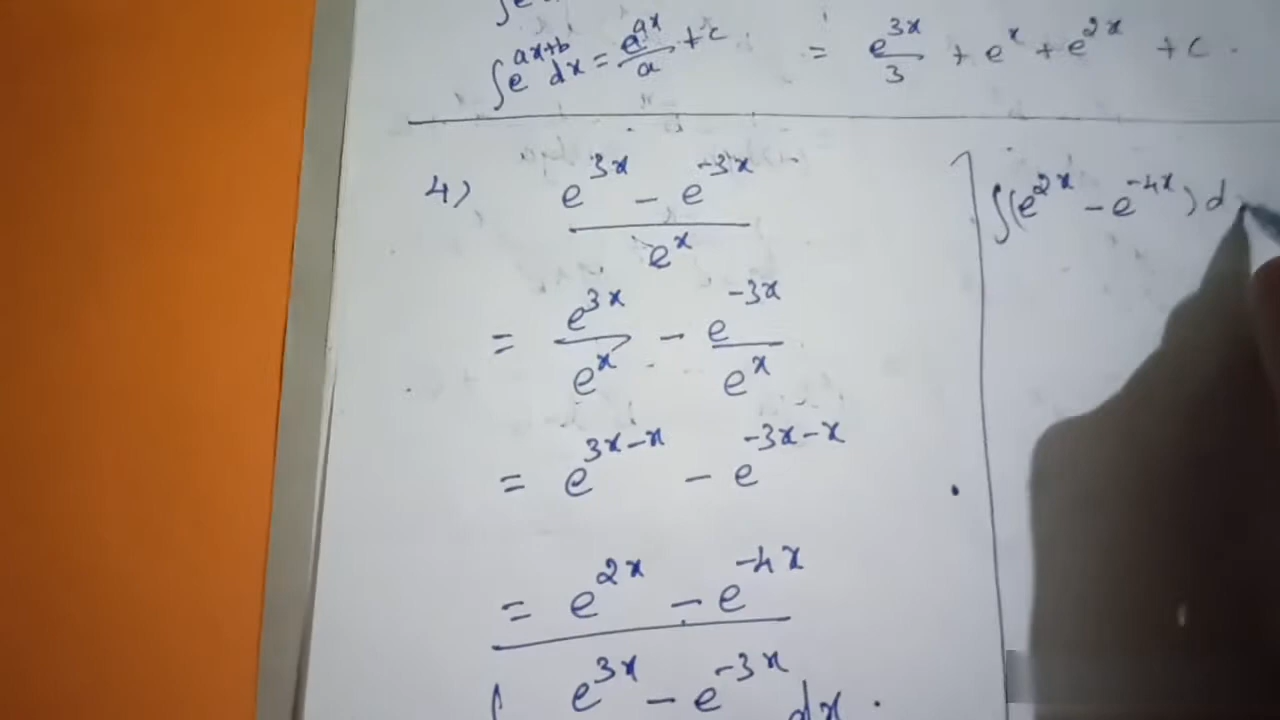 ∫e^{ax+b} dx = e^{ax}/a + c
= e^{3x}/3 + e^x + e^{2x} + c.
4) (e^{3x} - e^{-3x})/e^x
= e^{3x}/e^x - e^{-3x}/e^x
= e^{3x-x} - e^{-3x-x}
= e^{2x} - e^{-4x}
∫ e^{3x} - e^{-3x} dx.
∫(e^{2x} - e^{-4x}) d